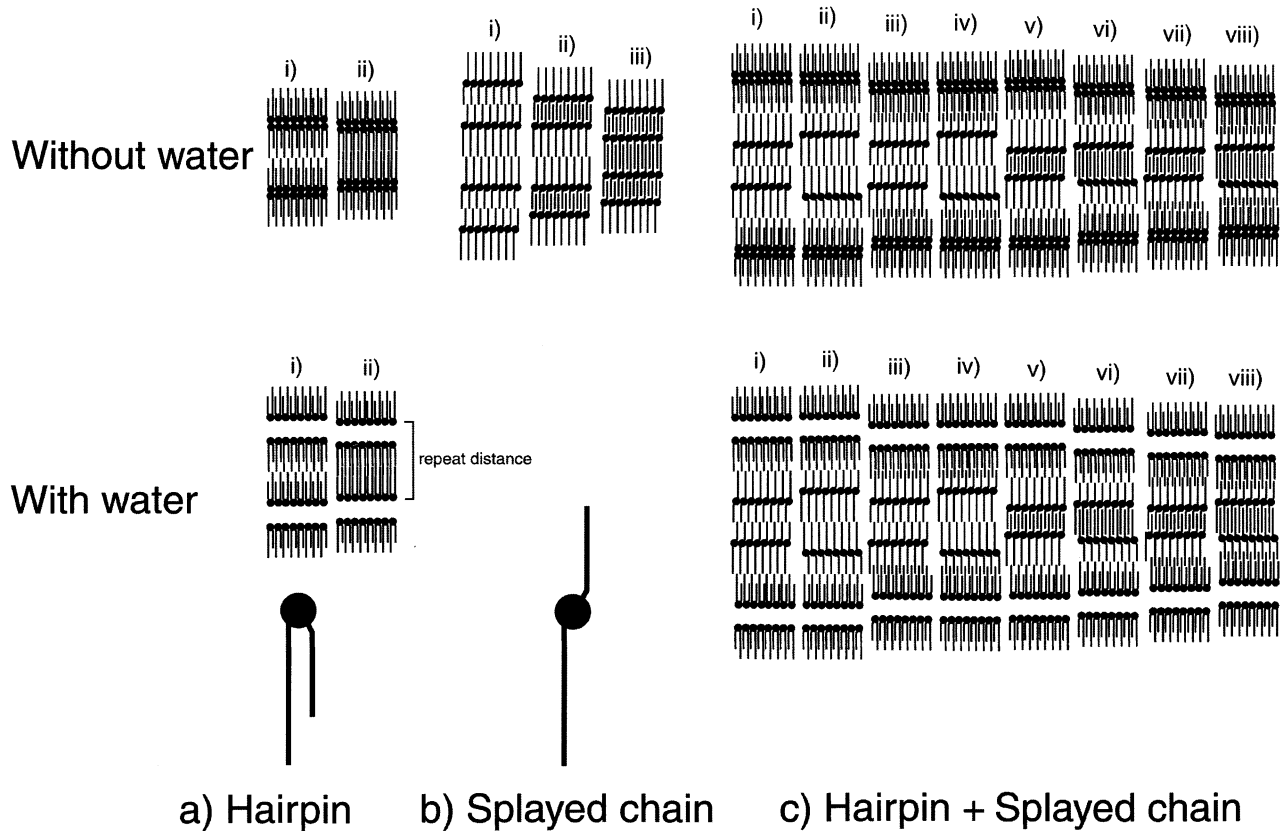 i) ii)
i) ii) iii)
i) ii) iii) iv) v) vi) vii) viii)
Without water
i) ii)
i) ii) iii) iv) v) vi) vii) viii)
repeat distance
With water
a) Hairpin
b) Splayed chain
c) Hairpin + Splayed chain